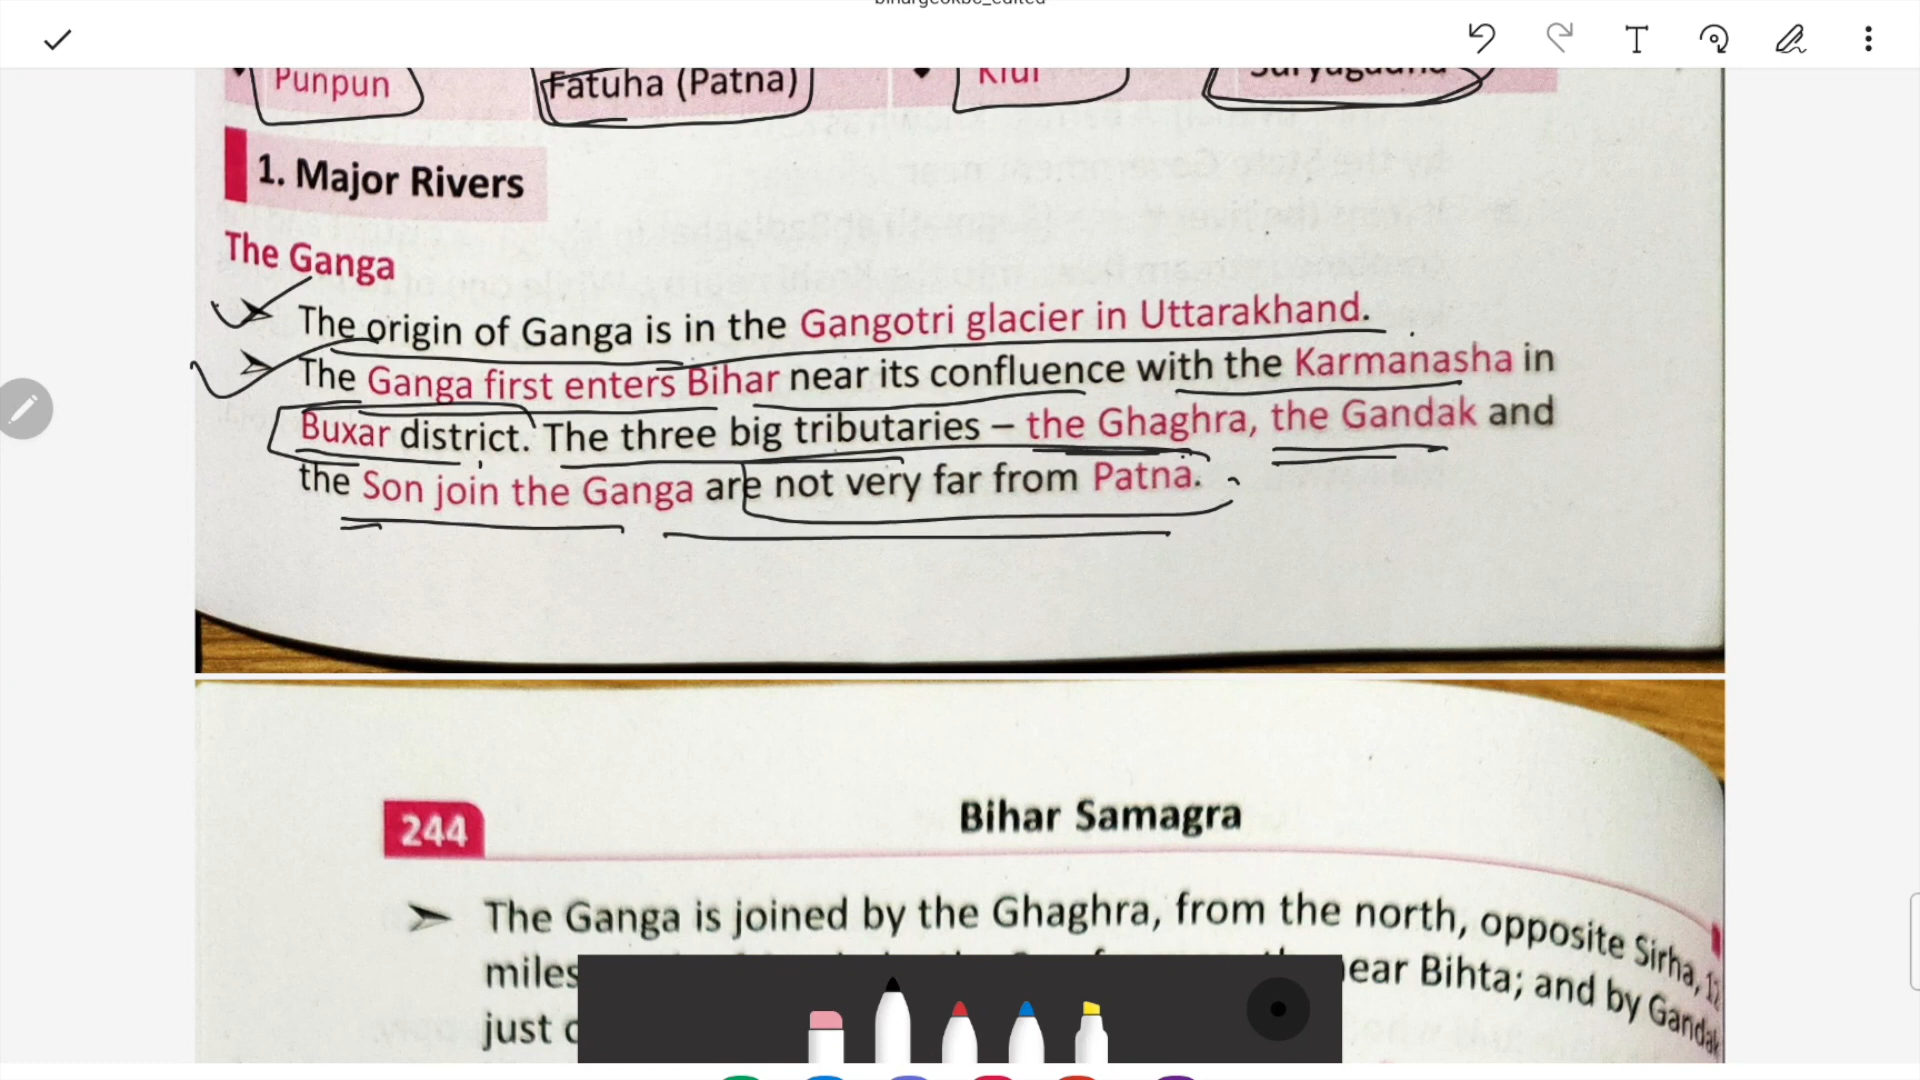 Punpun Fatuha (Patna) Kiul
1. Major Rivers
The Ganga
➤ The origin of Ganga is in the Gangotri glacier in Uttarakhand.
➤ The Ganga first enters Bihar near its confluence with the Karmanasha in
Buxar district. The three big tributaries – the Ghaghra, the Gandak and
the Son join the Ganga are not very far from Patna.
244 Bihar Samagra
➤ The Ganga is joined by the Ghaghra, from the north, opposite Sirha, 12
miles near Bihta; and by Gandak
just
T